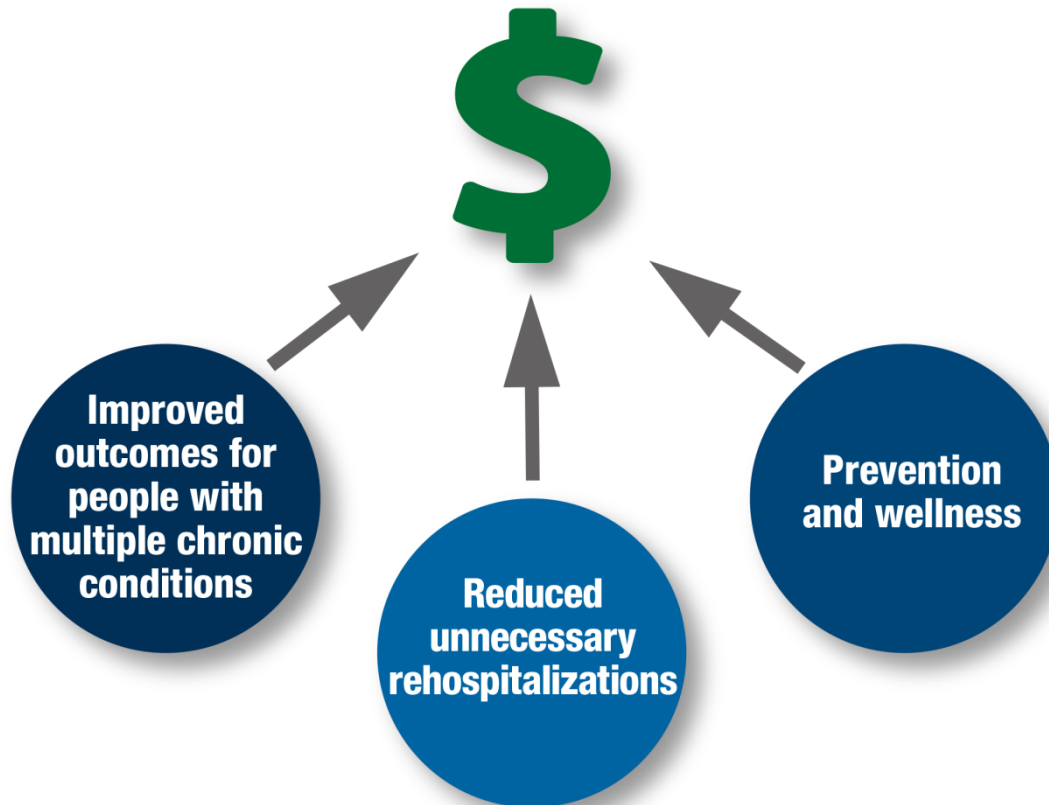 $
Improved
outcomes for
people with
multiple chronic
conditions
Reduced
unnecessary
rehospitalizations
Prevention
and wellness